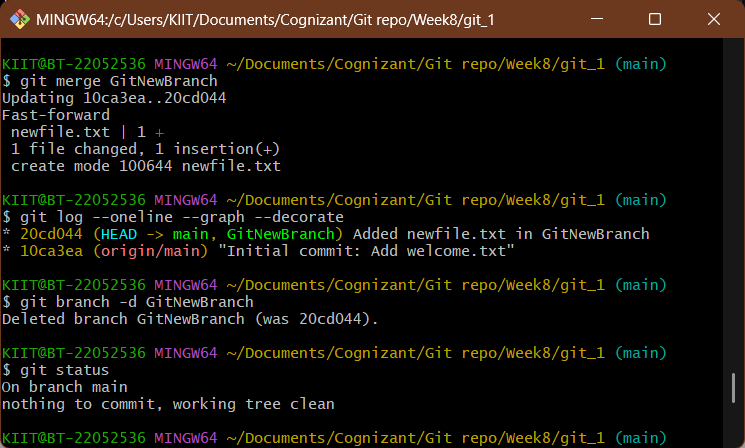 MINGW64:/c/Users/KIIT/Documents/Cognizant/Git repo/Week8/git_1
KIIT@BT-22052536 MINGW64 ~/Documents/Cognizant/Git repo/Week8/git_1 (main)
$ git merge GitNewBranch
Updating 10ca3ea..20cd044
Fast-forward
 newfile.txt | 1 +
 1 file changed, 1 insertion(+)
 create mode 100644 newfile.txt
KIIT@BT-22052536 MINGW64 ~/Documents/Cognizant/Git repo/Week8/git_1 (main)
$ git log --oneline --graph --decorate
* 20cd044 (HEAD -> main, GitNewBranch) Added newfile.txt in GitNewBranch
* 10ca3ea (origin/main) "Initial commit: Add welcome.txt"
KIIT@BT-22052536 MINGW64 ~/Documents/Cognizant/Git repo/Week8/git_1 (main)
$ git branch -d GitNewBranch
Deleted branch GitNewBranch (was 20cd044).
KIIT@BT-22052536 MINGW64 ~/Documents/Cognizant/Git repo/Week8/git_1 (main)
$ git status
On branch main
nothing to commit, working tree clean
KIIT@BT-22052536 MINGW64 ~/Documents/Cognizant/Git repo/Week8/git_1 (main)